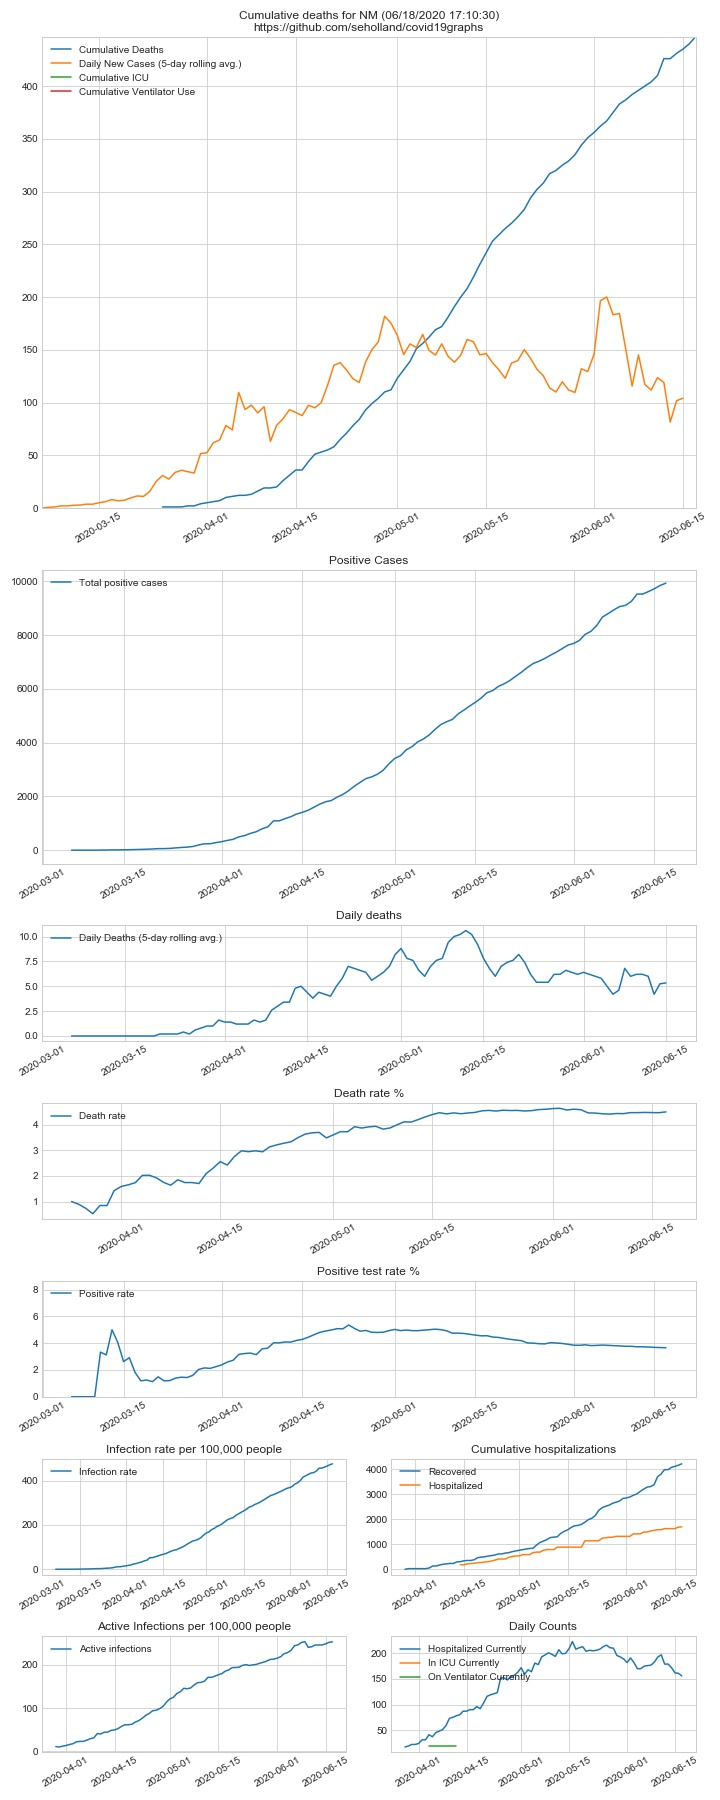 Cumulative deaths for NM (06/18/2020 17:10:30)
https://github.com/seholland/covid19graphs
Cumulative Deaths
Daily New Cases (5-day rolling avg.)
Cumulative ICU
Cumulative Ventilator Use
400
350
300
250
200
150
100
50
0
2020-03-15 2020-04-01 2020-04-15 2020-05-01 2020-05-15 2020-06-01 2020-06-15
Positive Cases
Total positive cases
10000
8000
6000
4000
2000
0
2020-03-01 2020-03-15 2020-04-01 2020-04-15 2020-05-01 2020-05-15 2020-06-01 2020-06-15
Daily deaths
Daily Deaths (5-day rolling avg.)
10.0
7.5
5.0
2.5
0.0
2020-03-01 2020-03-15 2020-04-01 2020-04-15 2020-05-01 2020-05-15 2020-06-01 2020-06-15
Death rate %
Death rate
4
3
2
1
2020-04-01 2020-04-15 2020-05-01 2020-05-15 2020-06-01 2020-06-15
Positive test rate %
Positive rate
8
6
4
2
0
2020-03-01 2020-03-15 2020-04-01 2020-04-15 2020-05-01 2020-05-15 2020-06-01 2020-06-15
Infection rate per 100,000 people
Infection rate
400
200
0
2020-03-01 2020-03-15 2020-04-01 2020-04-15 2020-05-01 2020-05-15 2020-06-01 2020-06-15
Cumulative hospitalizations
Recovered
Hospitalized
4000
3000
2000
1000
0
2020-04-01 2020-04-15 2020-05-01 2020-05-15 2020-06-01 2020-06-15
Active Infections per 100,000 people
Active infections
200
100
0
2020-04-01 2020-04-15 2020-05-01 2020-05-15 2020-06-01 2020-06-15
Daily Counts
Hospitalized Currently
In ICU Currently
On Ventilator Currently
200
150
100
50
2020-04-01 2020-04-15 2020-05-01 2020-05-15 2020-06-01 2020-06-15